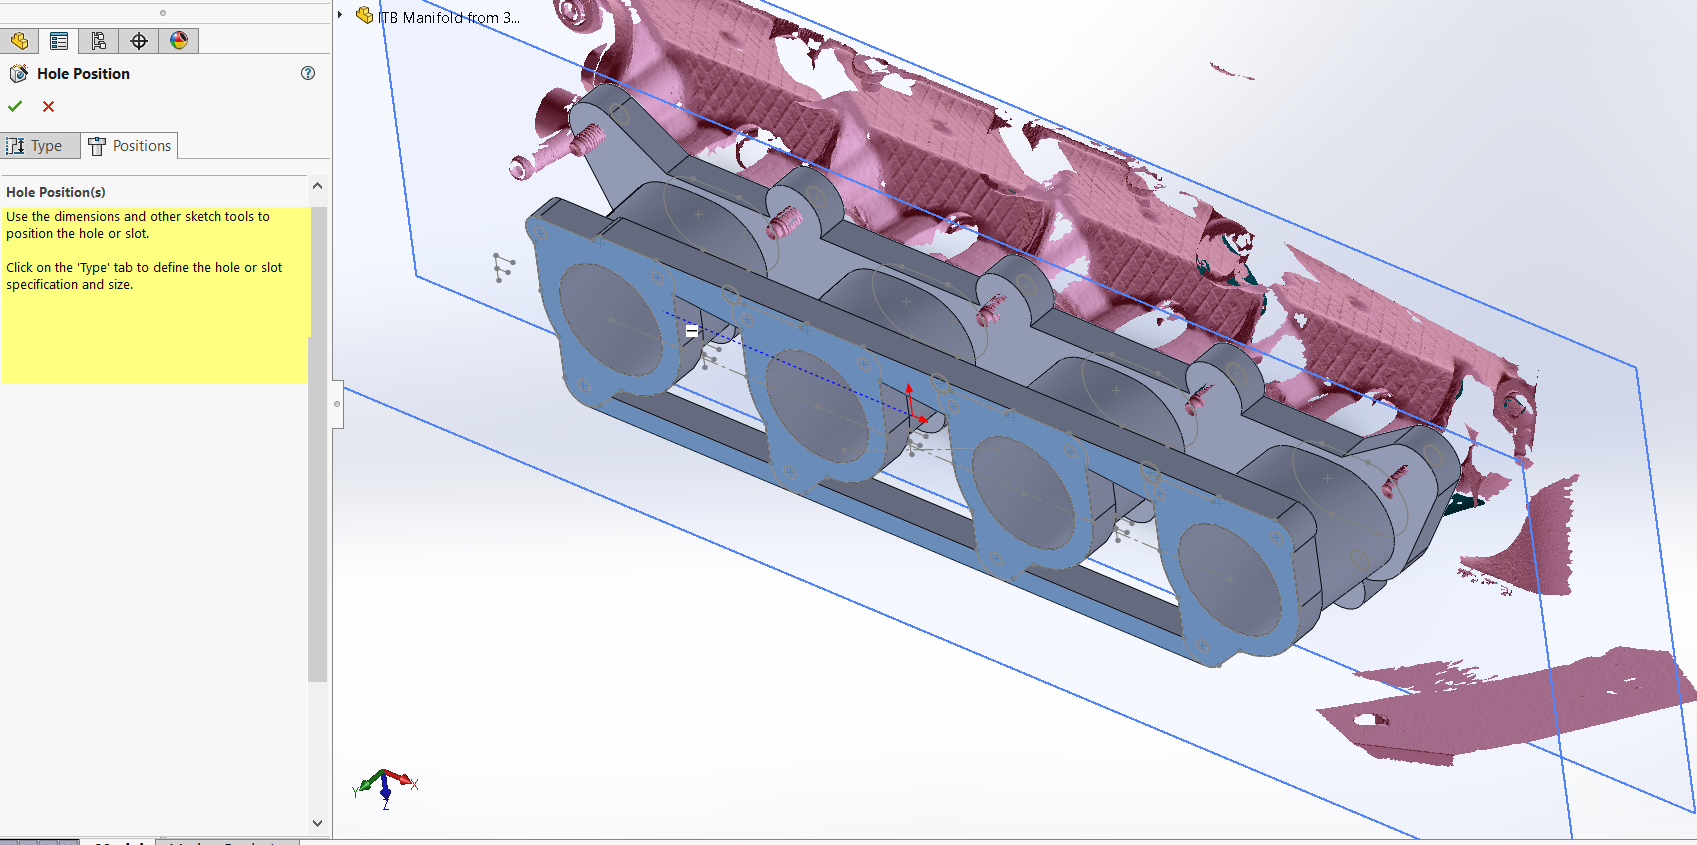 ITB Manifold from 3...
Hole Position
Type
Positions
Hole Position(s)
Use the dimensions and other sketch tools to
position the hole or slot.
Click on the 'Type' tab to define the hole or slot
specification and size.
X
Y
Z